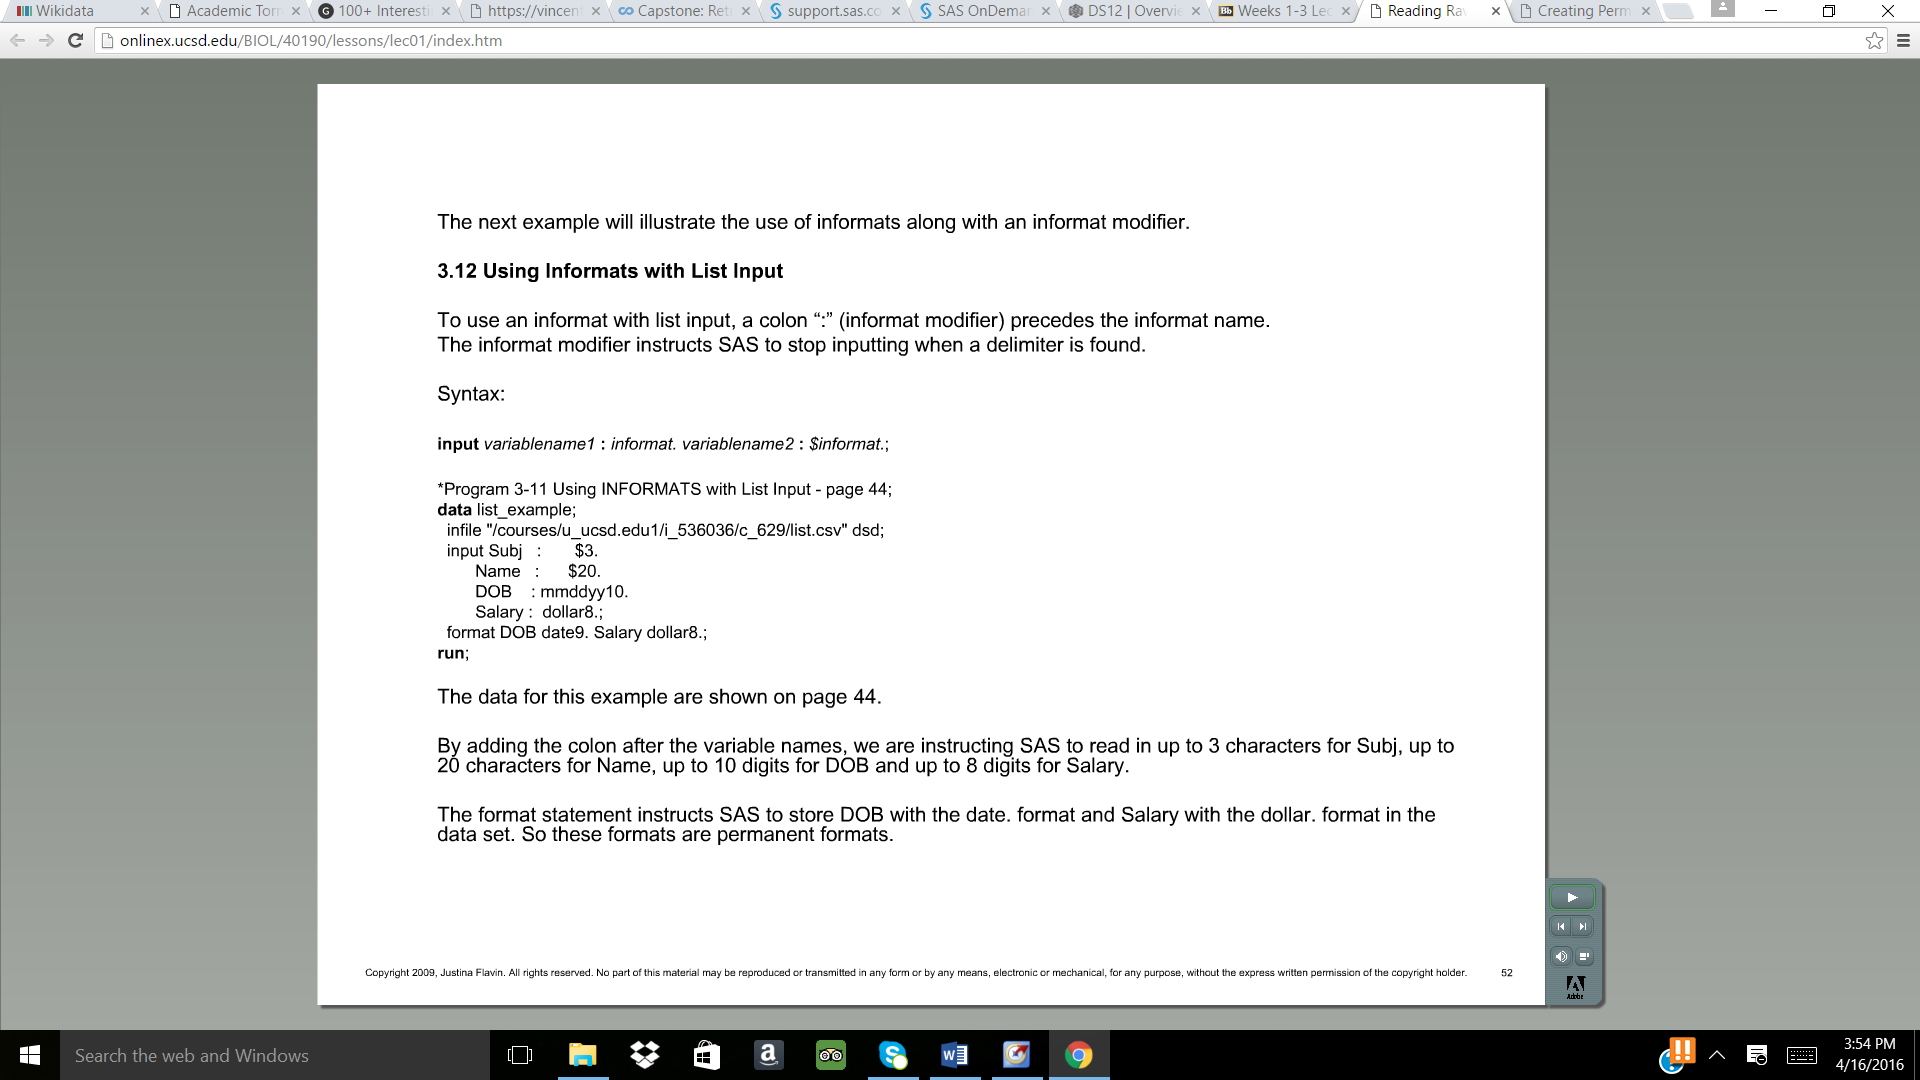 Wikidata
Academic Torr
100+ Interesti
https://vincen
Capstone: Ret
support.sas.co
SAS OnDeman
DS12 | Overvie
Bb Weeks 1-3 Lec
Reading Ra
Creating Perm
onlinex.ucsd.edu/BIOL/40190/lessons/lec01/index.htm
The next example will illustrate the use of informats along with an informat modifier.
3.12 Using Informats with List Input
To use an informat with list input, a colon “:” (informat modifier) precedes the informat name.
The informat modifier instructs SAS to stop inputting when a delimiter is found.
Syntax:
input variablename1 : informat. variablename2 : $informat.;
*Program 3-11 Using INFORMATS with List Input - page 44;
data list_example;
infile "/courses/u_ucsd.edu1/i_536036/c_629/list.csv" dsd;
input Subj : $3.
Name : $20.
DOB : mmddyy10.
Salary : dollar8.;
format DOB date9. Salary dollar8.;
run;
The data for this example are shown on page 44.
By adding the colon after the variable names, we are instructing SAS to read in up to 3 characters for Subj, up to
20 characters for Name, up to 10 digits for DOB and up to 8 digits for Salary.
The format statement instructs SAS to store DOB with the date. format and Salary with the dollar. format in the
data set. So these formats are permanent formats.
Copyright 2009, Justina Flavin. All rights reserved. No part of this material may be reproduced or transmitted in any form or by any means, electronic or mechanical, for any purpose, without the express written permission of the copyright holder. 52
Adobe
Search the web and Windows
3:54 PM
4/16/2016